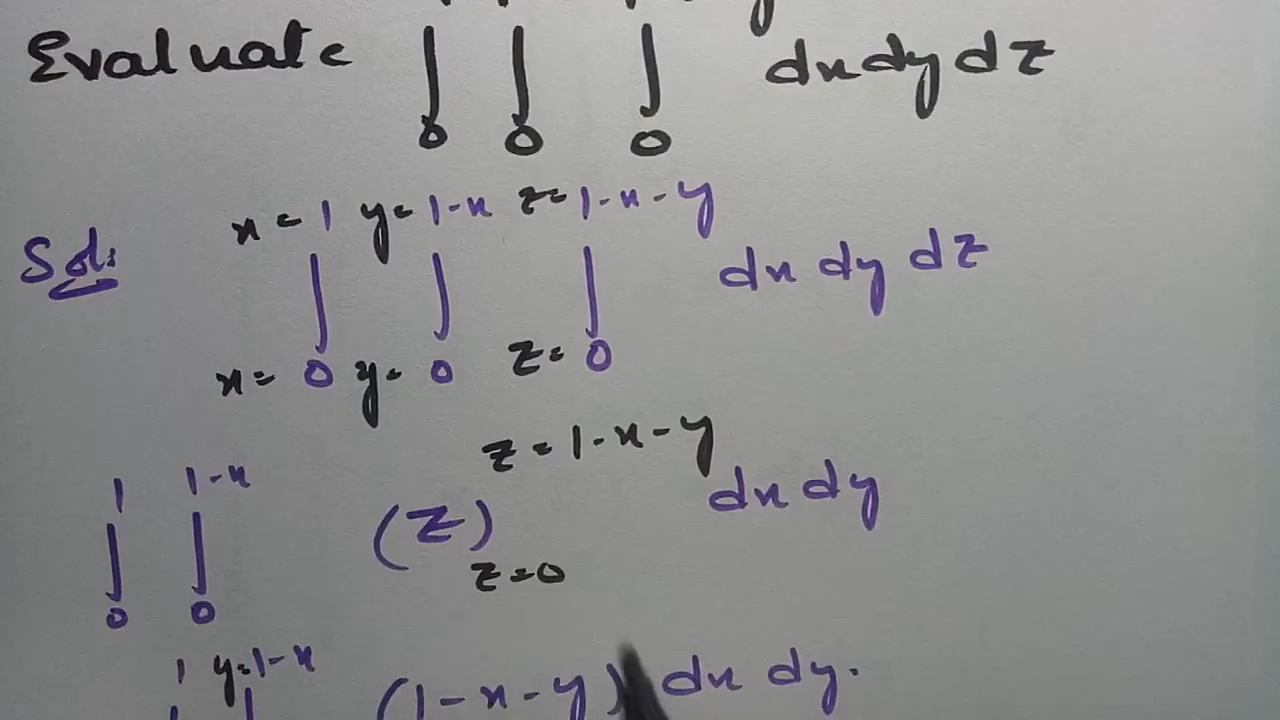 Evaluate ∫ ∫ ∫ dx dy dz
0 0 0
x = 1 y = 1-x z = 1-x-y
Sol: ∫ ∫ ∫ dx dy dz
x = 0 y = 0 z = 0
1 1-x z = 1-x-y
∫ ∫ (z) dx dy
0 0 z=0
1 y=1-x
∫ ∫ (1-x-y) dx dy.